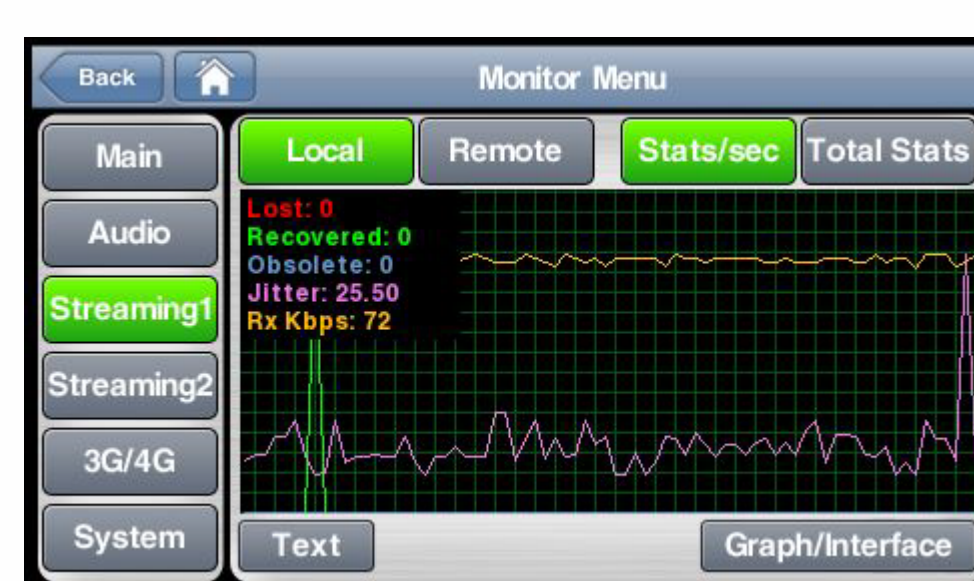 Back
Monitor Menu
Main
Local
Remote
Stats/sec
Total Stats
Audio
Lost: 0
Recovered: 0
Obsolete: 0
Jitter: 25.50
Rx Kbps: 72
Streaming1
Streaming2
3G/4G
System
Text
Graph/Interface